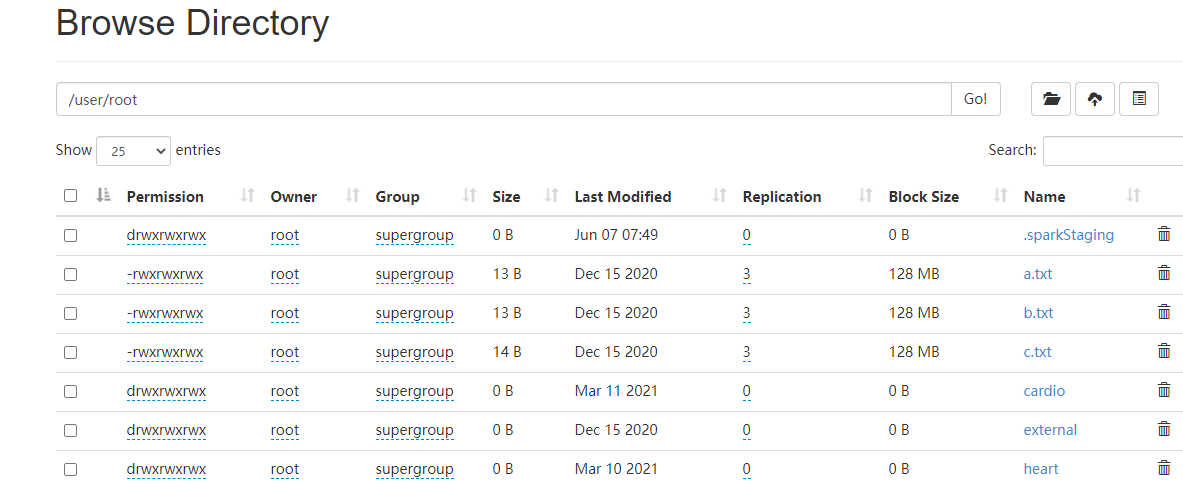 Browse Directory
/user/root Go!
Show 25 entries Search:
Permission Owner Group Size Last Modified Replication Block Size Name
drwxrwxrwx root supergroup 0 B Jun 07 07:49 0 0 B .sparkStaging
-rwxrwxrwx root supergroup 13 B Dec 15 2020 3 128 MB a.txt
-rwxrwxrwx root supergroup 13 B Dec 15 2020 3 128 MB b.txt
-rwxrwxrwx root supergroup 14 B Dec 15 2020 3 128 MB c.txt
drwxrwxrwx root supergroup 0 B Mar 11 2021 0 0 B cardio
drwxrwxrwx root supergroup 0 B Dec 15 2020 0 0 B external
drwxrwxrwx root supergroup 0 B Mar 10 2021 0 0 B heart